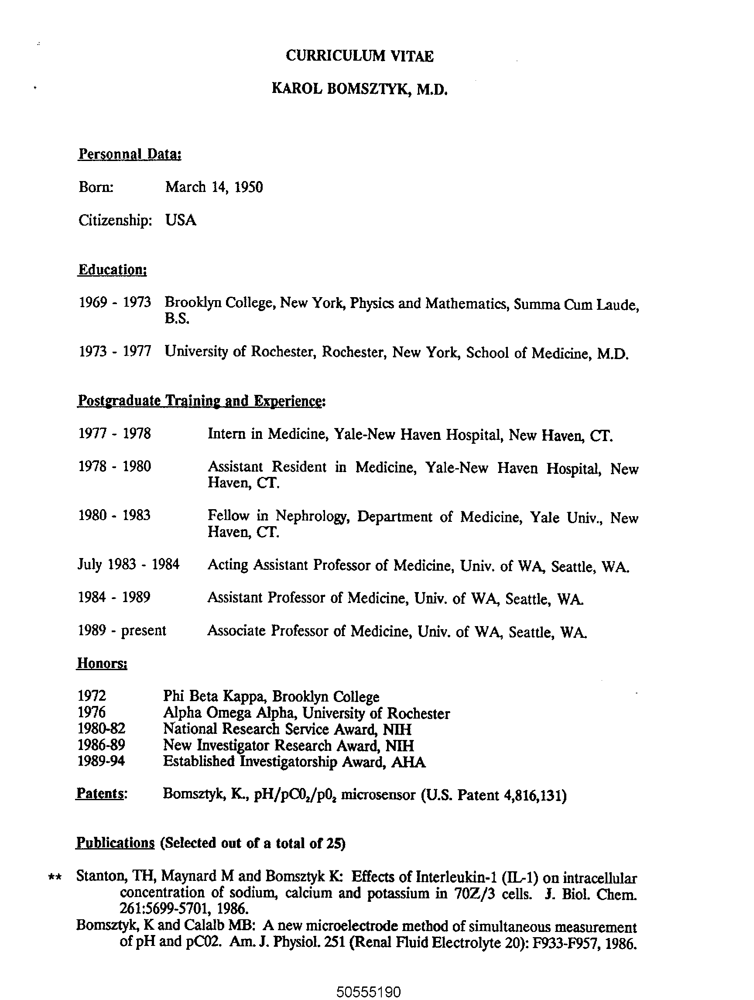 CURRICULUM VITAE
KAROL BOMSZTYK, M.D.
Personnal Data:
Born: March 14, 1950
Citizenship: USA
Education:
1969 - 1973 Brooklyn College, New York, Physics and Mathematics, Summa Cum Laude,
B.S.
1973 - 1977 University of Rochester, Rochester, New York, School of Medicine, M.D.
Postgraduate Training and Experience:
1977 - 1978 Intern in Medicine, Yale-New Haven Hospital, New Haven, CT.
1978 - 1980 Assistant Resident in Medicine, Yale-New Haven Hospital, New
Haven, CT.
1980 - 1983 Fellow in Nephrology, Department of Medicine, Yale Univ., New
Haven, CT.
July 1983 - 1984 Acting Assistant Professor of Medicine, Univ. of WA, Seattle, WA.
1984 - 1989 Assistant Professor of Medicine, Univ. of WA, Seattle, WA.
1989 - present Associate Professor of Medicine, Univ. of WA, Seattle, WA.
Honors:
1972 Phi Beta Kappa, Brooklyn College
1976 Alpha Omega Alpha, University of Rochester
1980-82 National Research Service Award, NIH
1986-89 New Investigator Research Award, NIH
1989-94 Established Investigatorship Award, AHA
Patents: Bomsztyk, K., pH/pC0₂/p0₂ microsensor (U.S. Patent 4,816,131)
Publications (Selected out of a total of 25)
** Stanton, TH, Maynard M and Bomsztyk K: Effects of Interleukin-1 (IL-1) on intracellular
concentration of sodium, calcium and potassium in 70Z/3 cells. J. Biol. Chem.
261:5699-5701, 1986.
Bomsztyk, K and Calalb MB: A new microelectrode method of simultaneous measurement
of pH and pC02. Am. J. Physiol. 251 (Renal Fluid Electrolyte 20): F933-F957, 1986.
50555190